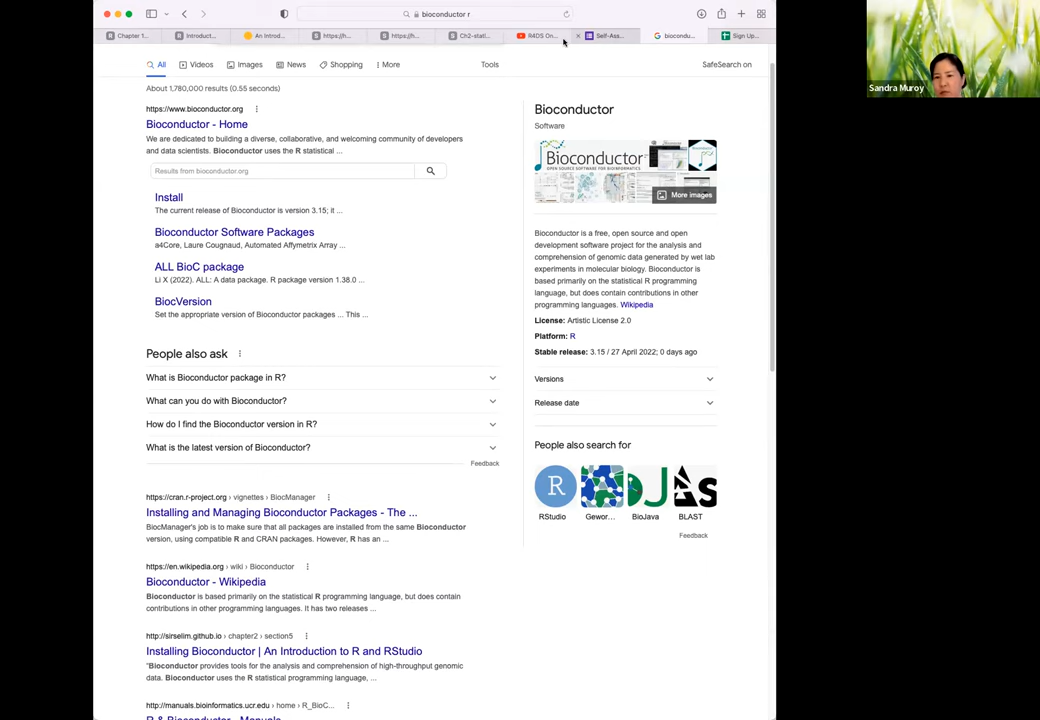 bioconductor r
Chapter 1...
Introduct...
An Introd...
https://h...
https://h...
Ch2-stati...
R4DS On...
Self-Ass...
biocondu...
Sign Up...
All
Videos
Images
News
Shopping
More
Tools
SafeSearch on
About 1,780,000 results (0.55 seconds)
https://www.bioconductor.org
Bioconductor - Home
We are dedicated to building a diverse, collaborative, and welcoming community of developers
and data scientists. Bioconductor uses the R statistical ...
Results from bioconductor.org
Install
The current release of Bioconductor is version 3.15; it ...
Bioconductor Software Packages
a4Core, Laure Cougnaud, Automated Affymetrix Array ...
ALL BioC package
Li X (2022). ALL: A data package. R package version 1.38.0 ...
BiocVersion
Set the appropriate version of Bioconductor packages ... This ...
People also ask
What is Bioconductor package in R?
What can you do with Bioconductor?
How do I find the Bioconductor version in R?
What is the latest version of Bioconductor?
Feedback
https://cran.r-project.org › vignettes › BiocManager
Installing and Managing Bioconductor Packages - The ...
BiocManager's job is to make sure that all packages are installed from the same Bioconductor
version, using compatible R and CRAN packages. However, R has an ...
https://en.wikipedia.org › wiki › Bioconductor
Bioconductor - Wikipedia
Bioconductor is based primarily on the statistical R programming language, but does contain
contributions in other programming languages. It has two releases ...
http://sirselim.github.io › chapter2 › section5
Installing Bioconductor | An Introduction to R and RStudio
"Bioconductor provides tools for the analysis and comprehension of high-throughput genomic
data. Bioconductor uses the R statistical programming language, ...
http://manuals.bioinformatics.ucr.edu › home › R_BioC...
R & Bioconductor - Manuals
Bioconductor
Software
Bioconductor
OPEN SOURCE SOFTWARE FOR BIOINFORMATICS
More images
Bioconductor is a free, open source and open
development software project for the analysis and
comprehension of genomic data generated by wet lab
experiments in molecular biology. Bioconductor is
based primarily on the statistical R programming
language, but does contain contributions in other
programming languages. Wikipedia
License: Artistic License 2.0
Platform: R
Stable release: 3.15 / 27 April 2022; 0 days ago
Versions
Release date
People also search for
R
AS
RStudio
Gewor...
BioJava
BLAST
Feedback
Sandra Muroy